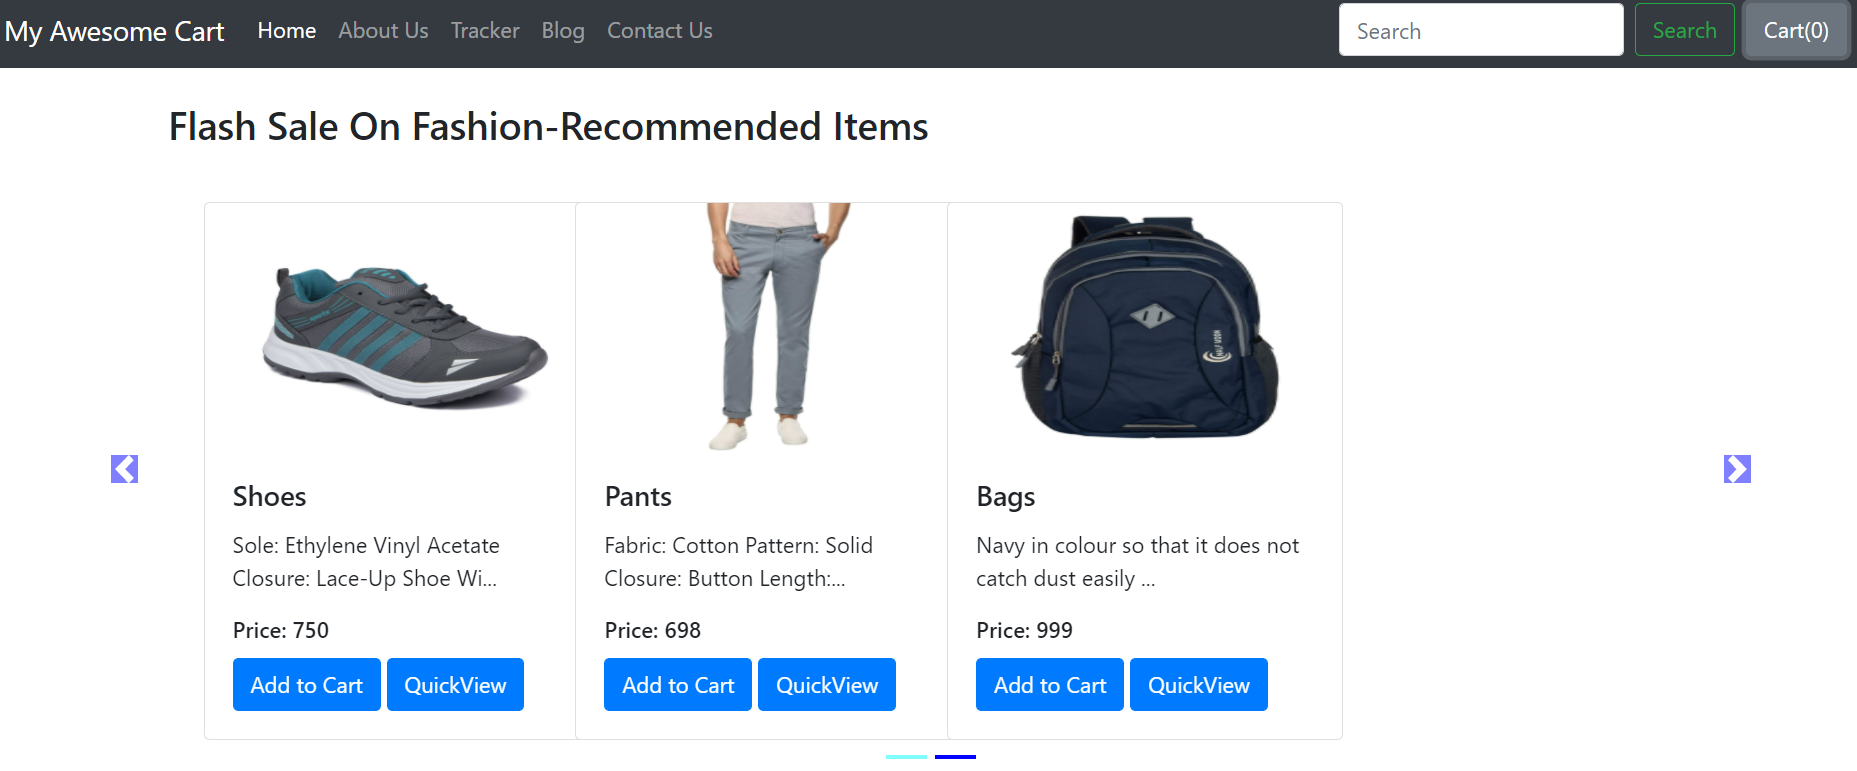 My Awesome Cart Home About Us Tracker Blog Contact Us Search Search Cart(0)
Flash Sale On Fashion-Recommended Items
sports
HALF MOON
Shoes
Sole: Ethylene Vinyl Acetate
Closure: Lace-Up Shoe Wi...
Price: 750
Add to Cart QuickView
Pants
Fabric: Cotton Pattern: Solid
Closure: Button Length:...
Price: 698
Add to Cart QuickView
Bags
Navy in colour so that it does not
catch dust easily ...
Price: 999
Add to Cart QuickView